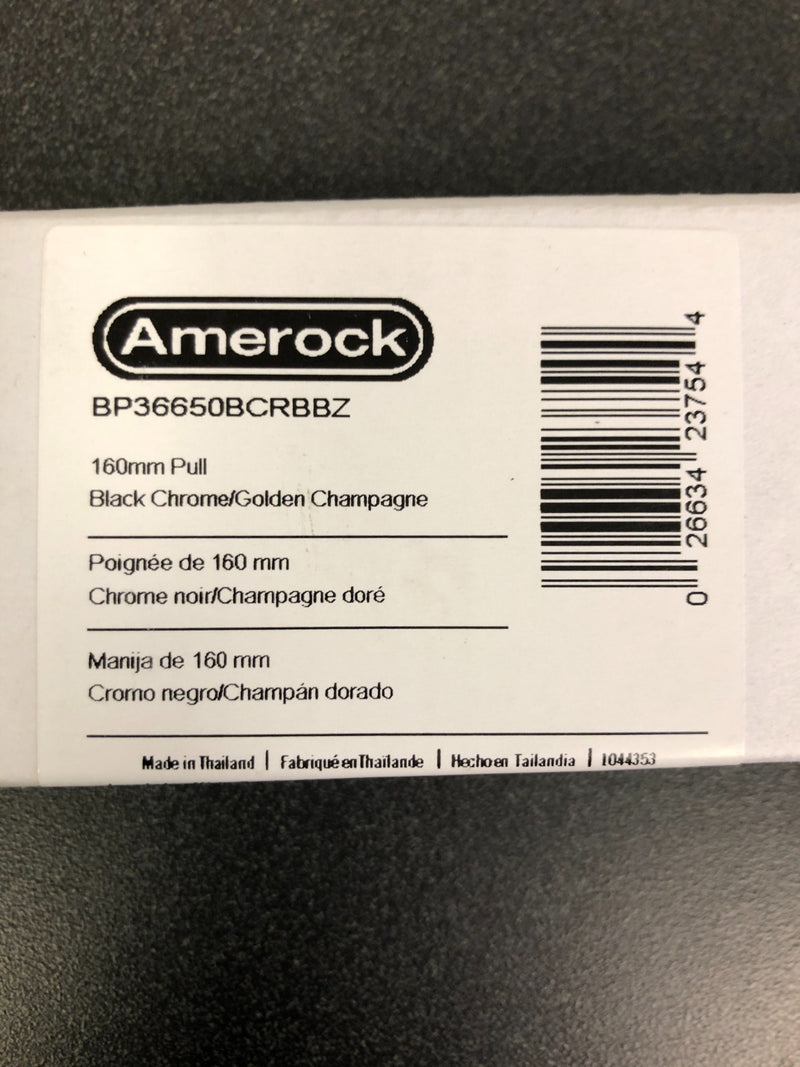 Amerock
BP36650BCRBBZ
160mm Pull
Black Chrome/Golden Champagne
Poignée de 160 mm
Chrome noir/Champagne doré
Manija de 160 mm
Cromo negro/Champán dorado
Made in Thailand | Fabriqué en Thaïlande | Hecho en Tailandia | 1044353
0 26634 23754 4